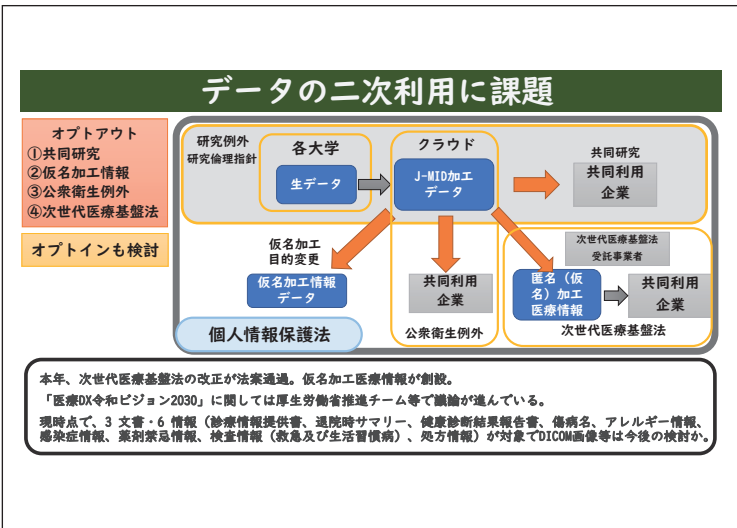 データの二次利用に課題
オプトアウト
①共同研究
②仮名加工情報
③公衆衛生例外
④次世代医療基盤法
オプトインも検討
研究例外
研究倫理指針
各大学
生データ
クラウド
J-MID加工
データ
共同研究
共同利用
企業
仮名加工
目的変更
仮名加工情報
データ
共同利用
企業
公衆衛生例外
次世代医療基盤法
受託事業者
匿名（仮
名）加工
医療情報
共同利用
企業
次世代医療基盤法
個人情報保護法
本年、次世代医療基盤法の改正が法案通過。仮名加工医療情報が創設。
「医療DX令和ビジョン2030」に関しては厚生労働省推進チーム等で議論が進んでいる。
現時点で、3 文書・6 情報（診療情報提供書、退院時サマリー、健康診断結果報告書、傷病名、アレルギー情報、
感染症情報、薬剤禁忌情報、検査情報（救急及び生活習慣病）、処方情報）が対象でDICOM画像等は今後の検討か。